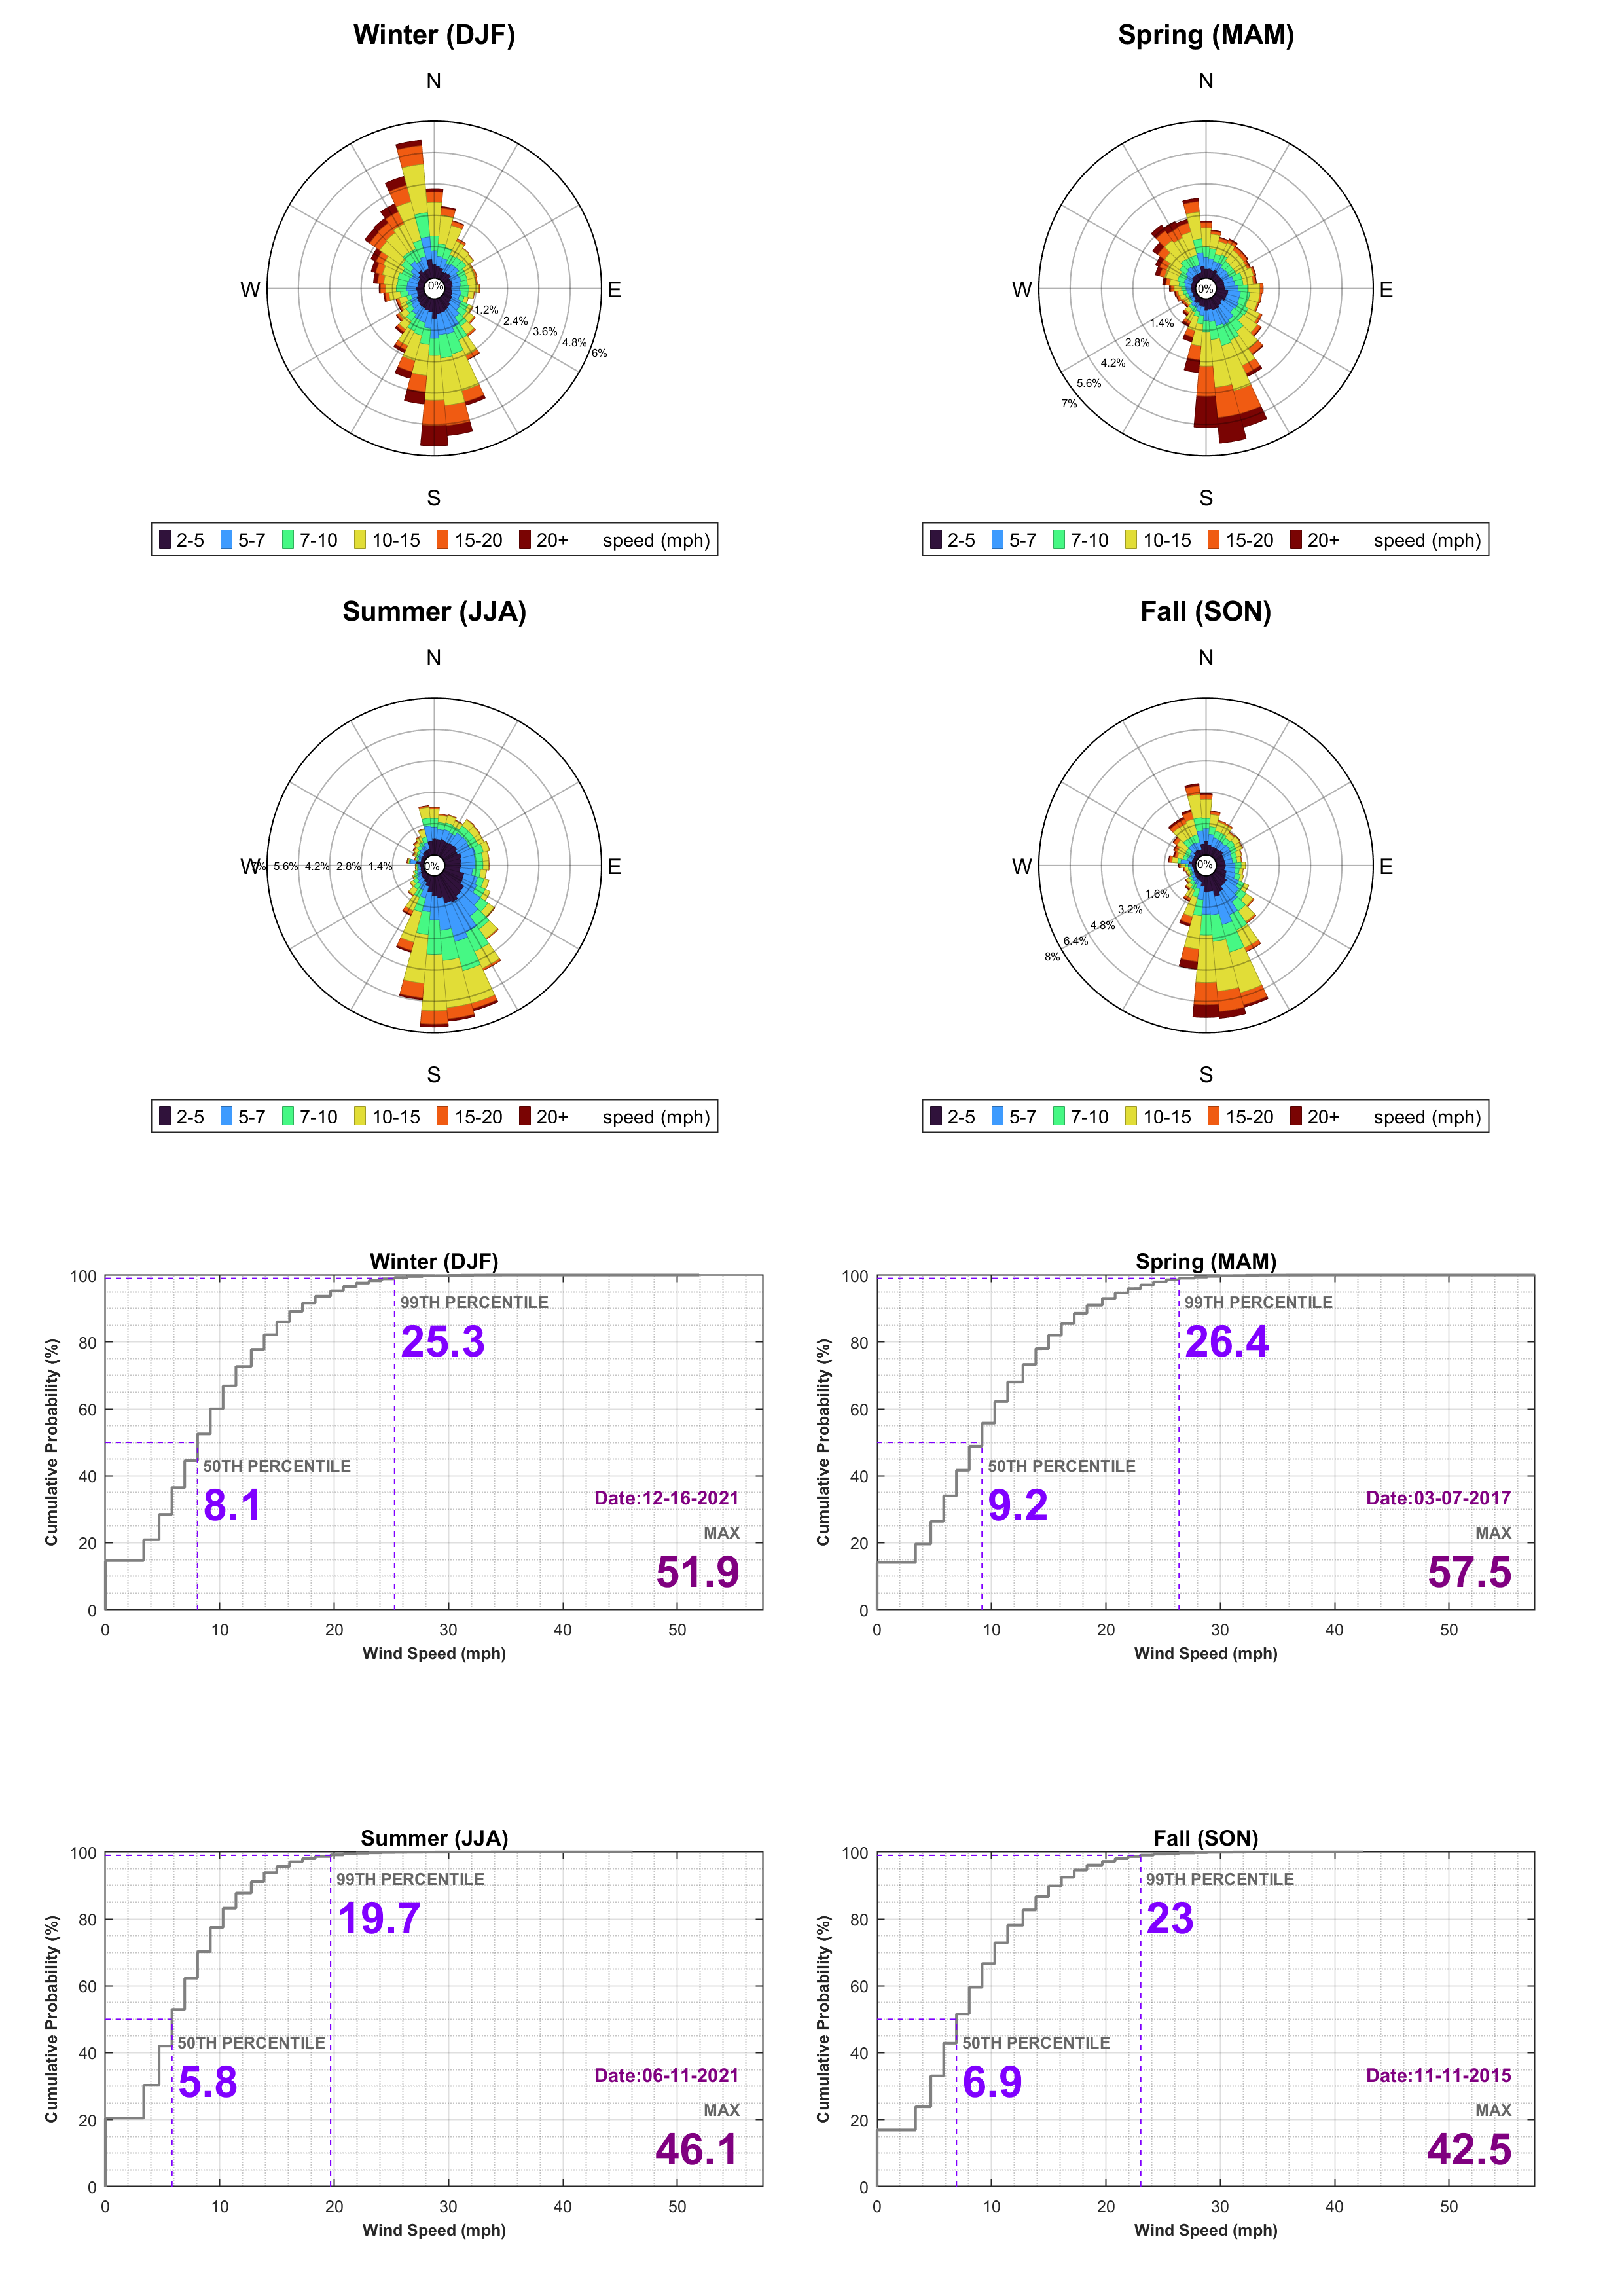 Winter (DJF)
N
W
E
S
0%
1.2%
2.4%
3.6%
4.8%
6%
2-5 5-7 7-10 10-15 15-20 20+ speed (mph)
Spring (MAM)
N
W
E
S
0%
1.4%
2.8%
4.2%
5.6%
7%
2-5 5-7 7-10 10-15 15-20 20+ speed (mph)
Summer (JJA)
N
W
E
S
7% 5.6% 4.2% 2.8% 1.4% 0%
2-5 5-7 7-10 10-15 15-20 20+ speed (mph)
Fall (SON)
N
W
E
S
0%
1.6%
3.2%
4.8%
6.4%
8%
2-5 5-7 7-10 10-15 15-20 20+ speed (mph)
Winter (DJF)
Cumulative Probability (%)
100
80
60
40
20
0
99TH PERCENTILE
25.3
50TH PERCENTILE
8.1
Date:12-16-2021
MAX
51.9
0 10 20 30 40 50
Wind Speed (mph)
Spring (MAM)
Cumulative Probability (%)
100
80
60
40
20
0
99TH PERCENTILE
26.4
50TH PERCENTILE
9.2
Date:03-07-2017
MAX
57.5
0 10 20 30 40 50
Wind Speed (mph)
Summer (JJA)
Cumulative Probability (%)
100
80
60
40
20
0
99TH PERCENTILE
19.7
50TH PERCENTILE
5.8
Date:06-11-2021
MAX
46.1
0 10 20 30 40 50
Wind Speed (mph)
Fall (SON)
Cumulative Probability (%)
100
80
60
40
20
0
99TH PERCENTILE
23
50TH PERCENTILE
6.9
Date:11-11-2015
MAX
42.5
0 10 20 30 40 50
Wind Speed (mph)